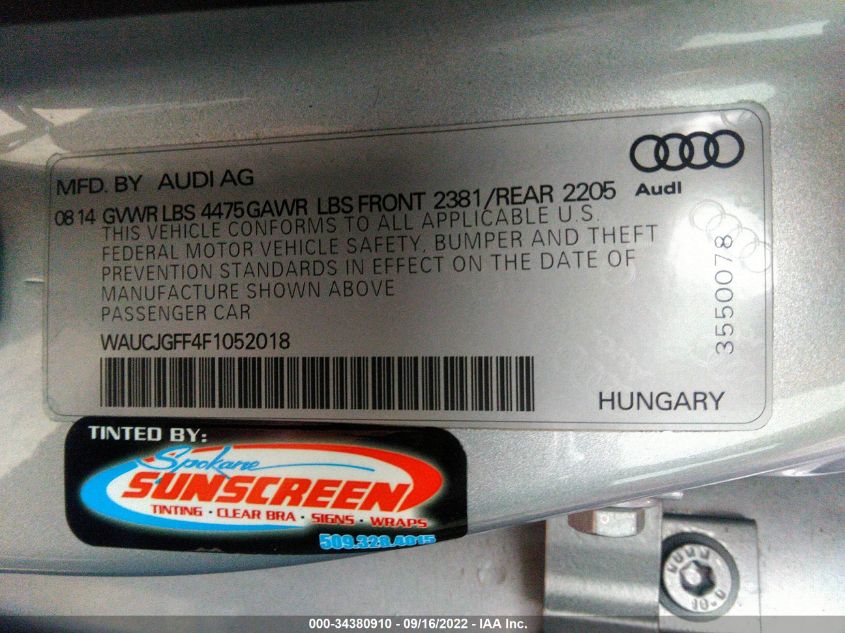 MFD. BY AUDI AG
Audi
0814 GVWR LBS 4475 GAWR LBS FRONT 2381/REAR 2205
THIS VEHICLE CONFORMS TO ALL APPLICABLE U.S.
FEDERAL MOTOR VEHICLE SAFETY, BUMPER AND THEFT
PREVENTION STANDARDS IN EFFECT ON THE DATE OF
MANUFACTURE SHOWN ABOVE
PASSENGER CAR
WAUCJGFF4F1052018
3550078
HUNGARY
TINTED BY:
Spokane
SUNSCREEN
TINTING · CLEAR BRA · SIGNS · WRAPS
509.328.4015
000-34380910 - 09/16/2022 - IAA Inc.